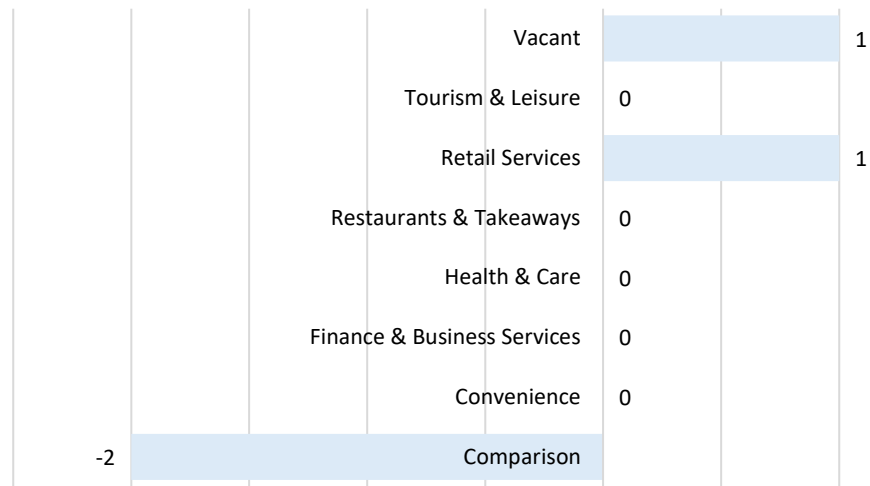 Vacant 1
Tourism & Leisure 0
Retail Services 1
Restaurants & Takeaways 0
Health & Care 0
Finance & Business Services 0
Convenience 0
-2 Comparison